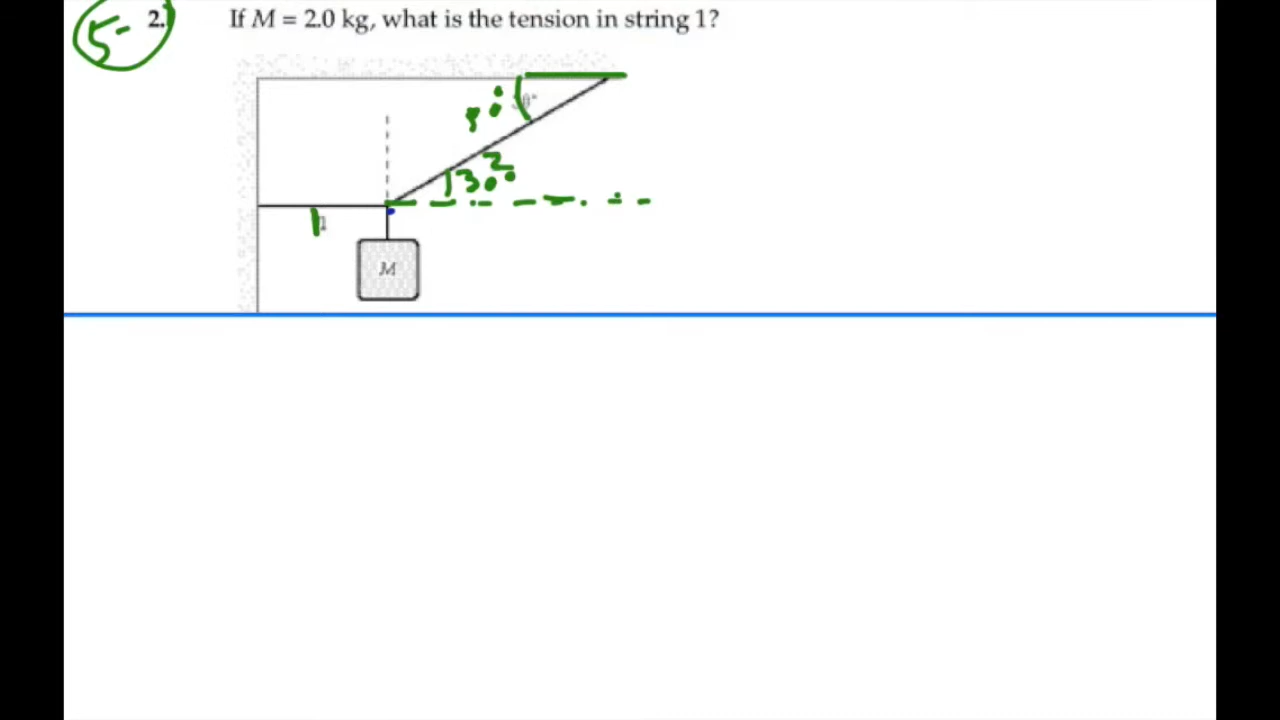 5-
2. If M = 2.0 kg, what is the tension in string 1?
30°
2
1
M